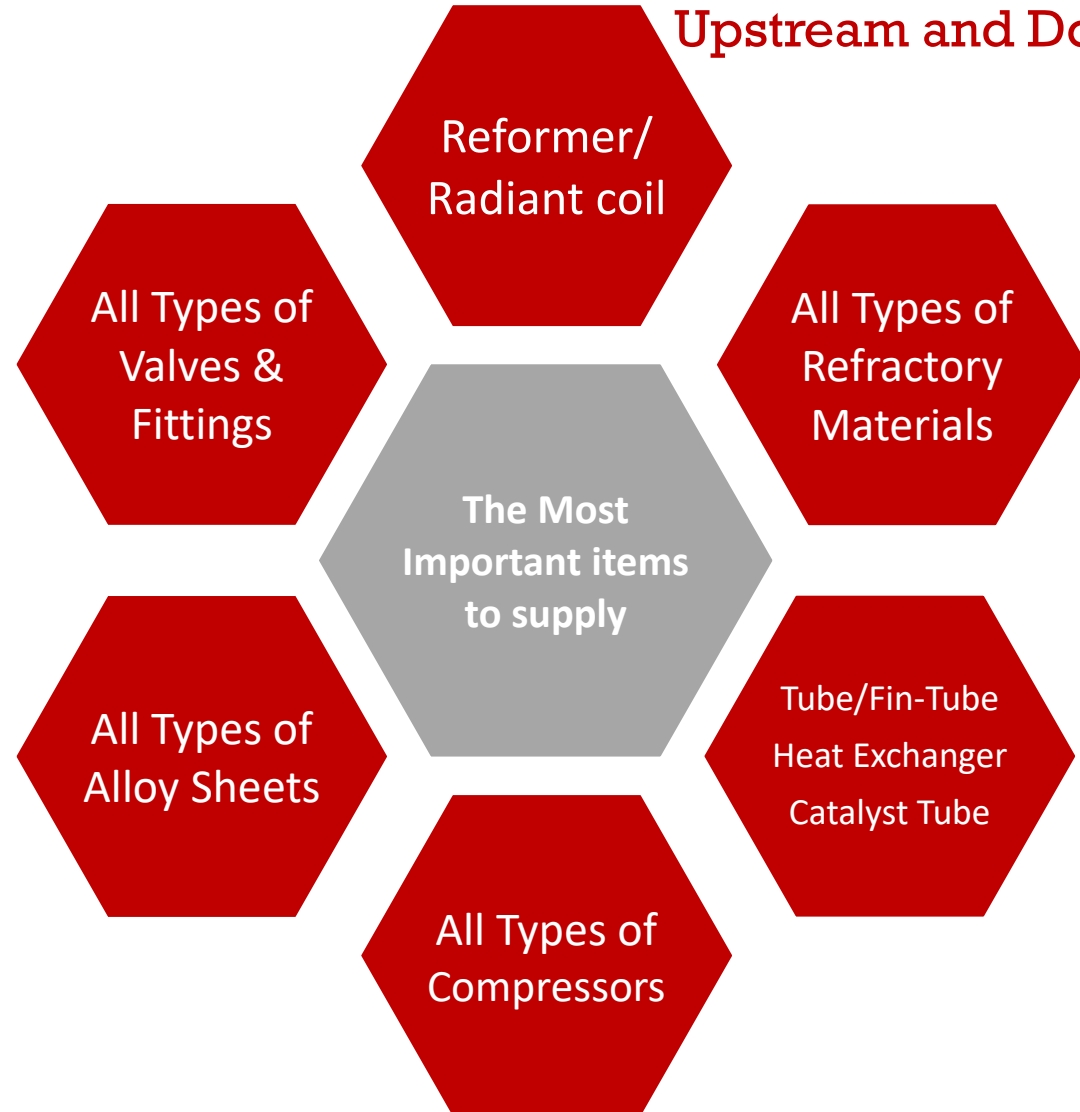 Upstream and Do
Reformer/
Radiant coil
All Types of
Valves &
Fittings
All Types of
Refractory
Materials
The Most
Important items
to supply
All Types of
Alloy Sheets
Tube/Fin-Tube
Heat Exchanger
Catalyst Tube
All Types of
Compressors